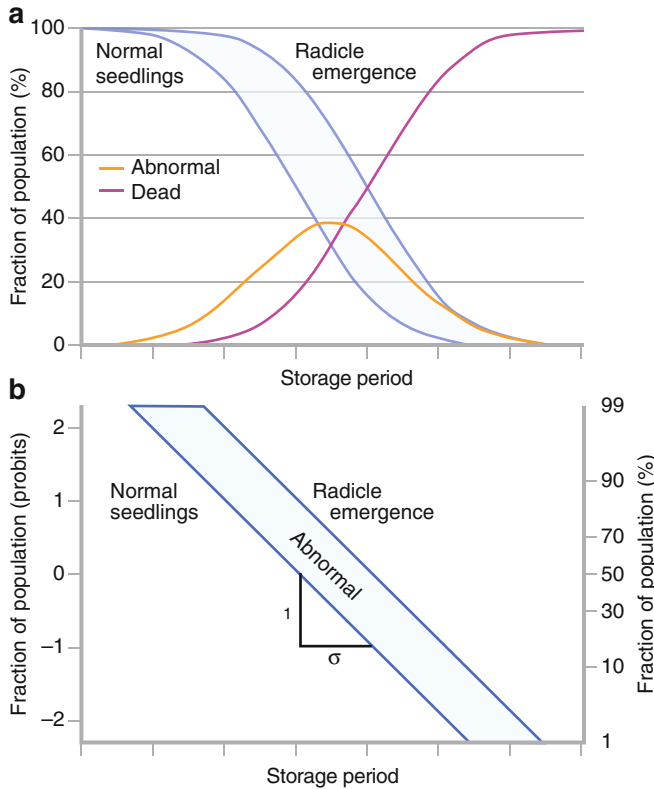 a
Fraction of population (%)
100
80
60
40
20
0
Normal
seedlings
Radicle
emergence
Abnormal
Dead
Storage period
b
Fraction of population (probits)
2
1
0
–1
–2
Normal
seedlings
Radicle
emergence
Abnormal
1
σ
99
90
70
50
30
10
1
Fraction of population (%)
Storage period